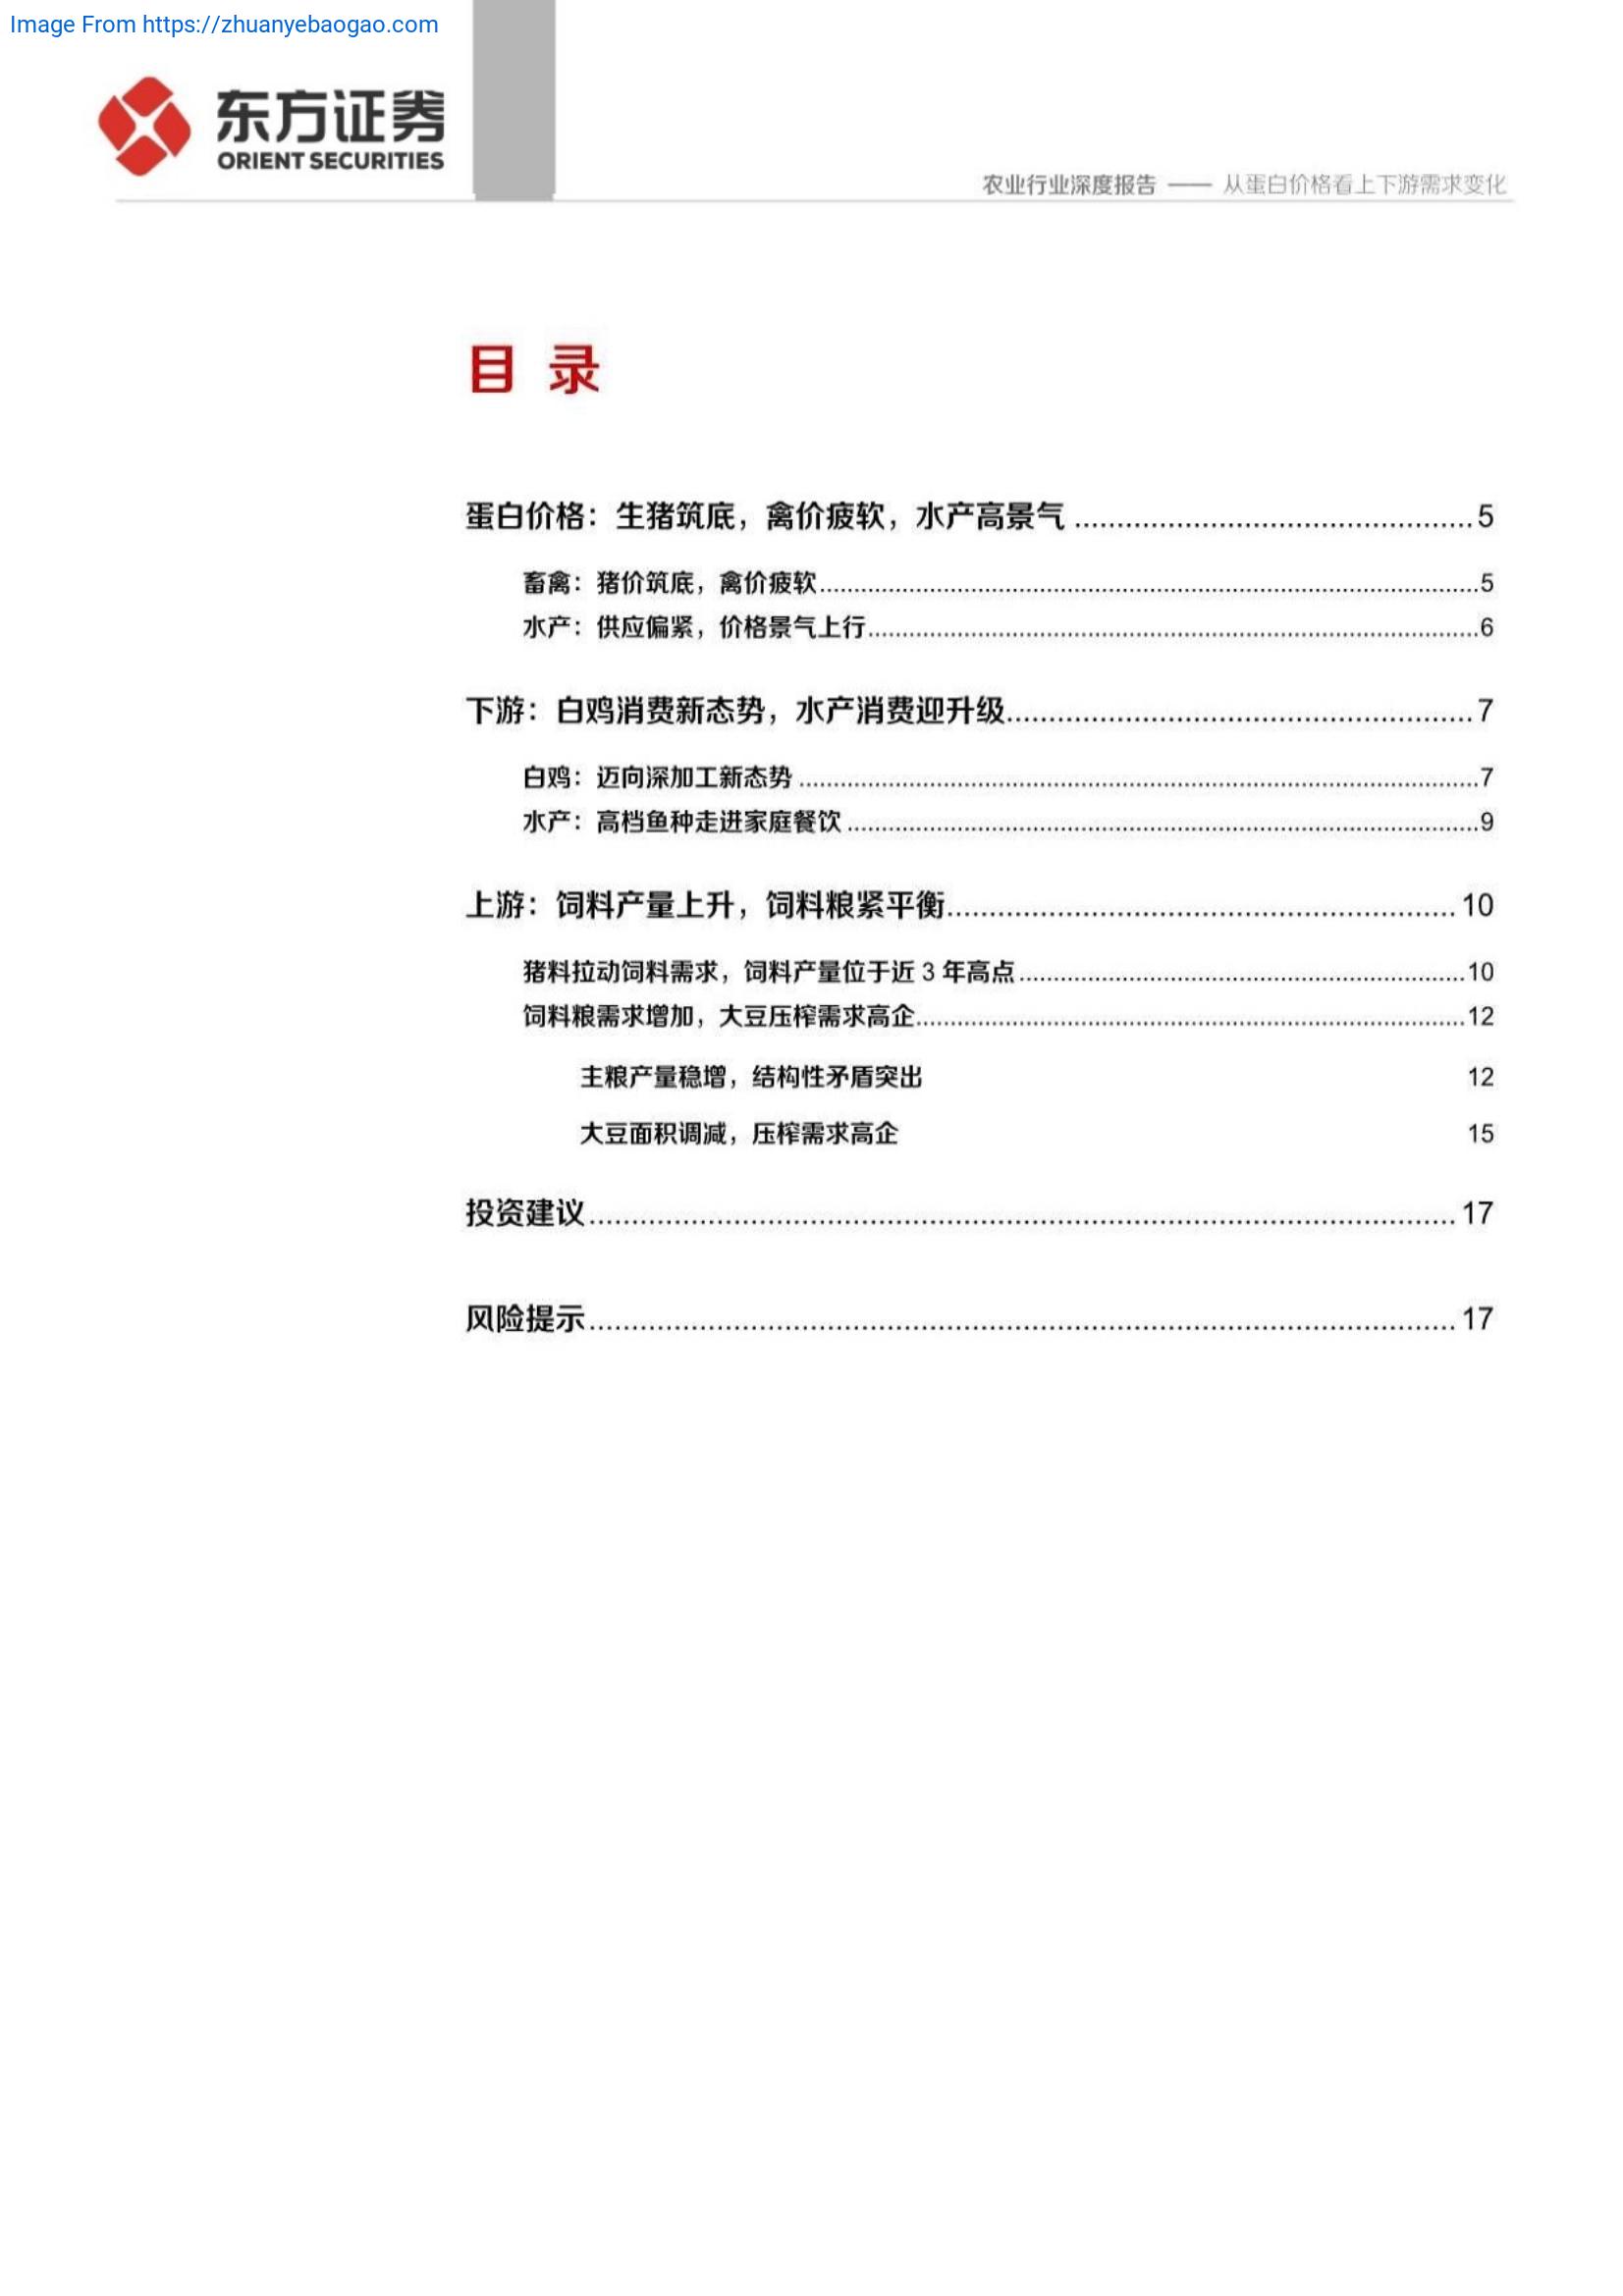 Image From https://zhuanyebaogao.com
东方证券
ORIENT SECURITIES
农业行业深度报告 —— 从蛋白价格看上下游需求变化
目 录
蛋白价格：生猪筑底，禽价疲软，水产高景气 ................................................ 5
畜禽：猪价筑底，禽价疲软................................................................................................5
水产：供应偏紧，价格景气上行.........................................................................................6
下游：白鸡消费新态势，水产消费迎升级........................................................ 7
白鸡：迈向深加工新态势 ...................................................................................................7
水产：高档鱼种走进家庭餐饮 ............................................................................................9
上游：饲料产量上升，饲料粮紧平衡............................................................. 10
猪料拉动饲料需求，饲料产量位于近 3 年高点.................................................................10
饲料粮需求增加，大豆压榨需求高企................................................................................12
主粮产量稳增，结构性矛盾突出 12
大豆面积调减，压榨需求高企 15
投资建议........................................................................................................ 17
风险提示........................................................................................................ 17